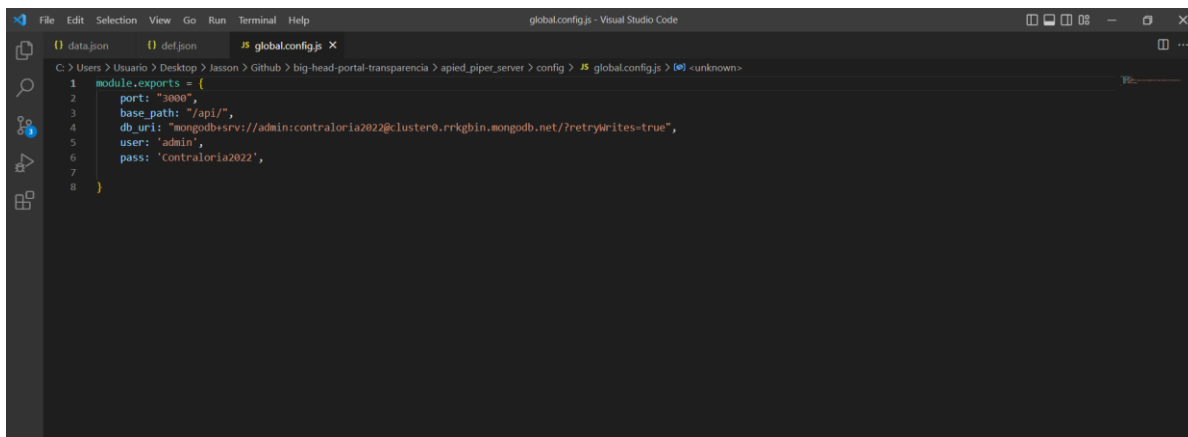 File Edit Selection View Go Run Terminal Help global.config.js - Visual Studio Code
{} data.json {} def.json JS global.config.js ×
C: > Users > Usuario > Desktop > Jasson > Github > big-head-portal-transparencia > apied_piper_server > config > JS global.config.js > <unknown>
1 module.exports = {
2 port: "3000",
3 base_path: "/api/",
4 db_uri: "mongodb+srv://admin:contraloria2022@cluster0.rrkgbin.mongodb.net/?retryWrites=true",
5 user: 'admin',
6 pass: 'Contraloria2022',
7
8 }
3